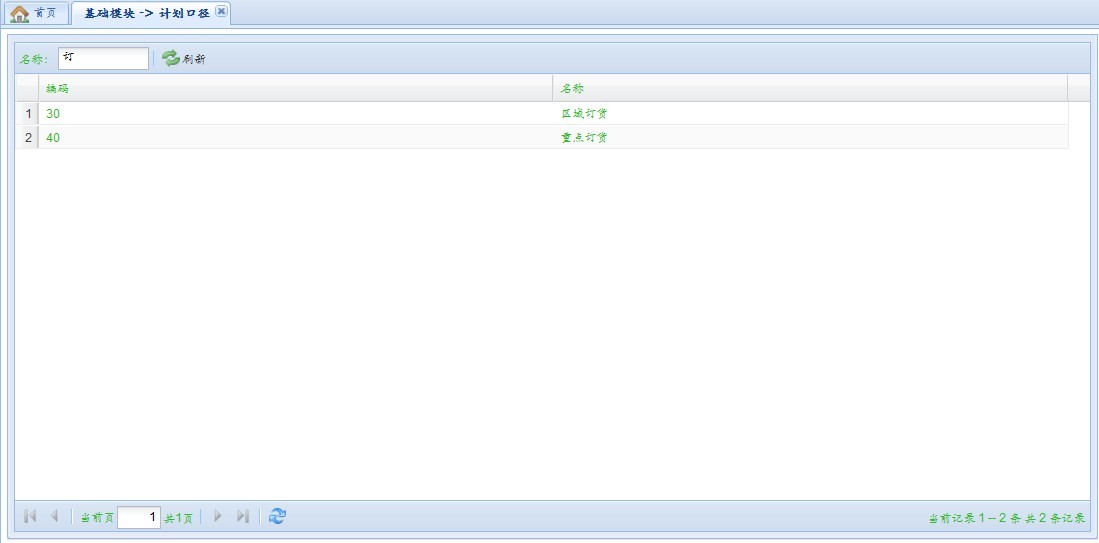 首页 基础模块 -> 计划口径
名称: 订 刷新
编码 名称
1 30 区域订货
2 40 重点订货
当前页 1 共1页 当前记录 1 -- 2 条 共 2 条记录